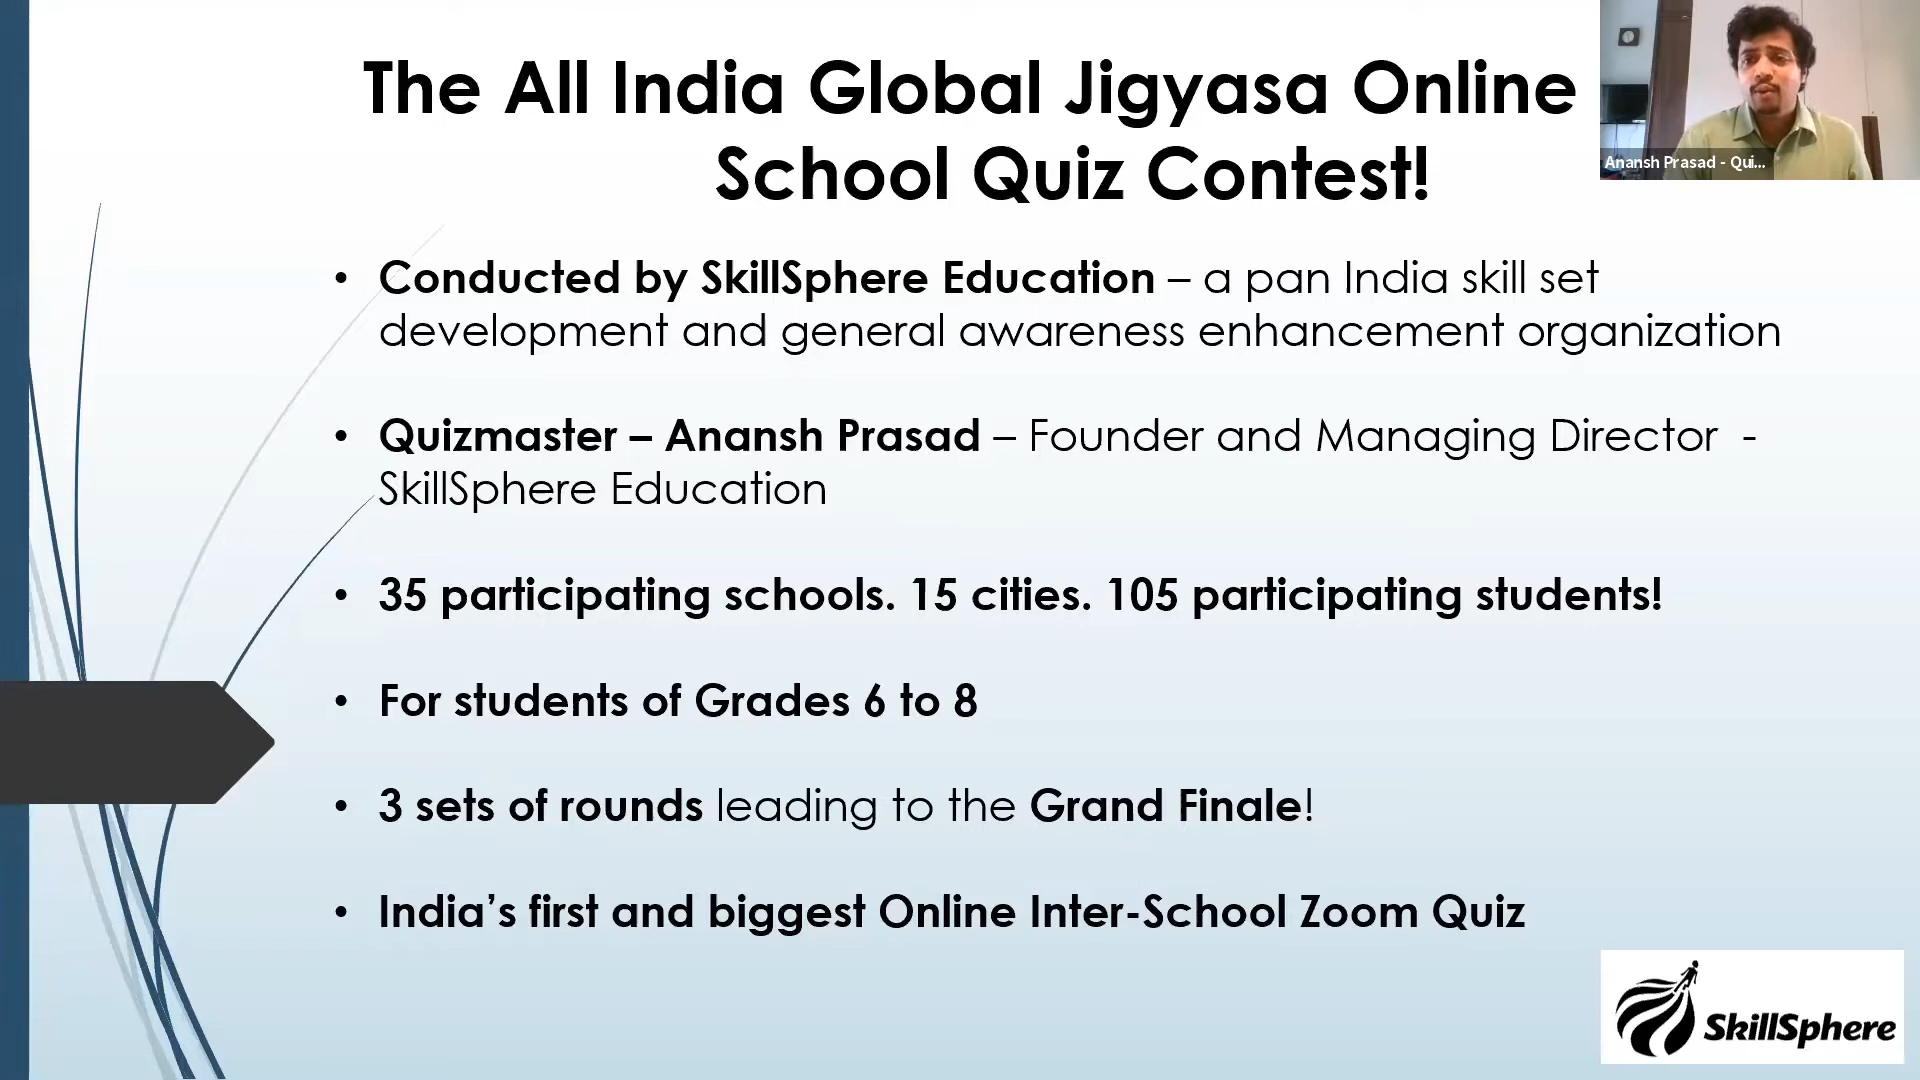 The All India Global Jigyasa Online
School Quiz Contest!
Anansh Prasad - Qui...
• Conducted by SkillSphere Education – a pan India skill set
development and general awareness enhancement organization
• Quizmaster – Anansh Prasad – Founder and Managing Director -
SkillSphere Education
• 35 participating schools. 15 cities. 105 participating students!
• For students of Grades 6 to 8
• 3 sets of rounds leading to the Grand Finale!
• India’s first and biggest Online Inter-School Zoom Quiz
SkillSphere